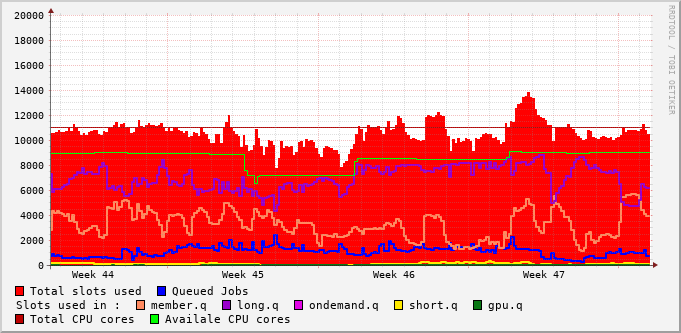 20000
18000
16000
14000
12000
10000
8000
6000
4000
2000
0
Week 44 Week 45 Week 46 Week 47
RRDTOOL / TOBI OETIKER
Total slots used Queued Jobs
Slots used in : member.q long.q ondemand.q short.q gpu.q
Total CPU cores Availale CPU cores